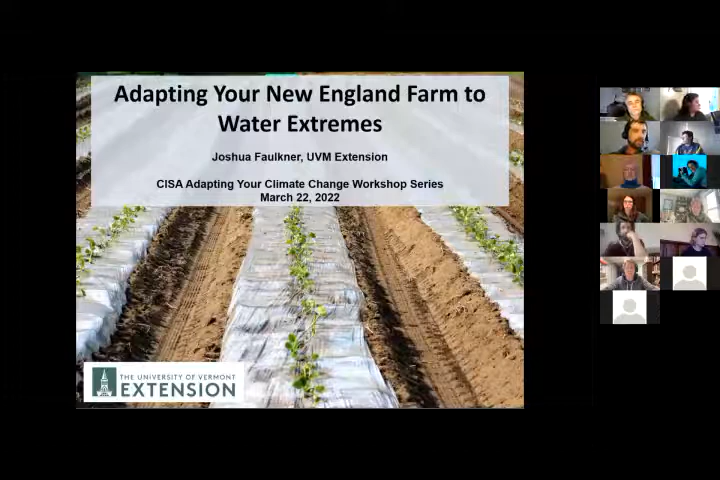 Adapting Your New England Farm to
Water Extremes
Joshua Faulkner, UVM Extension
CISA Adapting Your Climate Change Workshop Series
March 22, 2022
THE UNIVERSITY OF VERMONT
EXTENSION